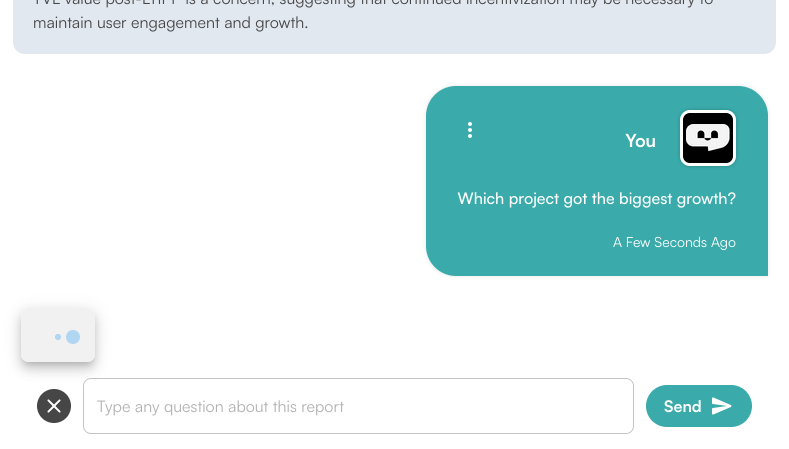 maintain user engagement and growth.
You
Which project got the biggest growth?
A Few Seconds Ago
Type any question about this report
Send